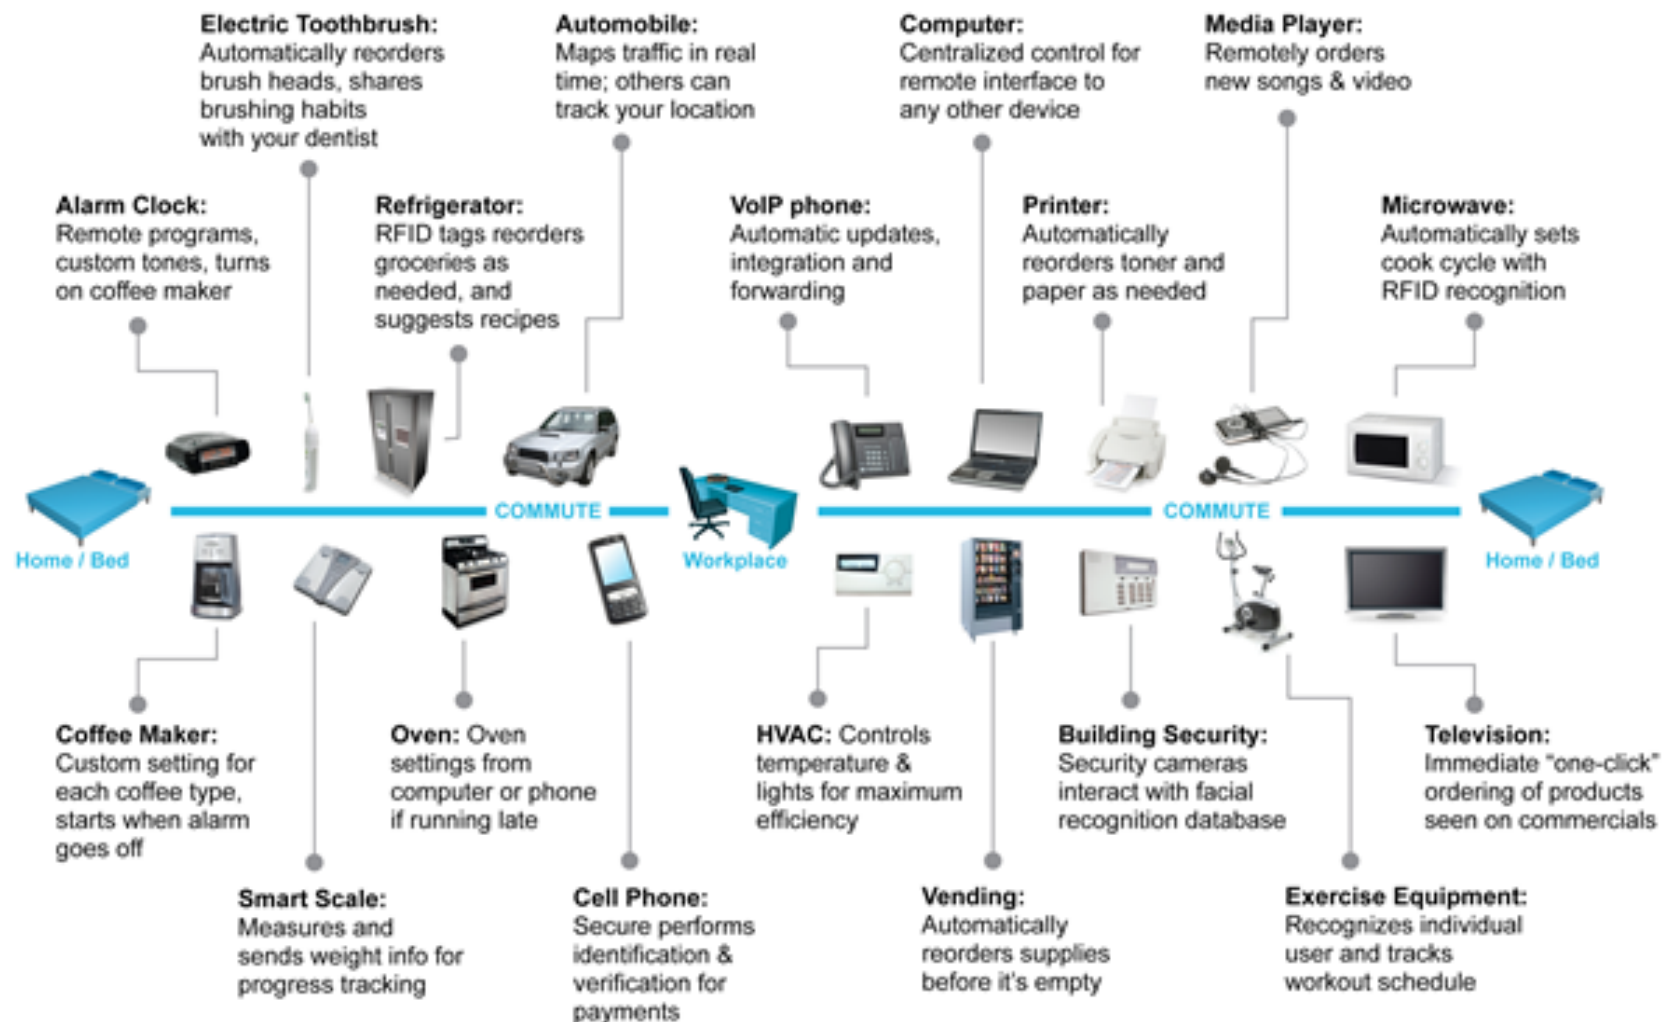 Electric Toothbrush:
Automatically reorders
brush heads, shares
brushing habits
with your dentist
Automobile:
Maps traffic in real
time; others can
track your location
Computer:
Centralized control for
remote interface to
any other device
Media Player:
Remotely orders
new songs & video
Alarm Clock:
Remote programs,
custom tones, turns
on coffee maker
Refrigerator:
RFID tags reorders
groceries as
needed, and
suggests recipes
VoIP phone:
Automatic updates,
integration and
forwarding
Printer:
Automatically
reorders toner and
paper as needed
Microwave:
Automatically sets
cook cycle with
RFID recognition
Home / Bed
COMMUTE
Workplace
COMMUTE
Home / Bed
Coffee Maker:
Custom setting for
each coffee type,
starts when alarm
goes off
Oven: Oven
settings from
computer or phone
if running late
HVAC: Controls
temperature &
lights for maximum
efficiency
Building Security:
Security cameras
interact with facial
recognition database
Television:
Immediate “one-click”
ordering of products
seen on commercials
Smart Scale:
Measures and
sends weight info for
progress tracking
Cell Phone:
Secure performs
identification &
verification for
payments
Vending:
Automatically
reorders supplies
before it's empty
Exercise Equipment:
Recognizes individual
user and tracks
workout schedule